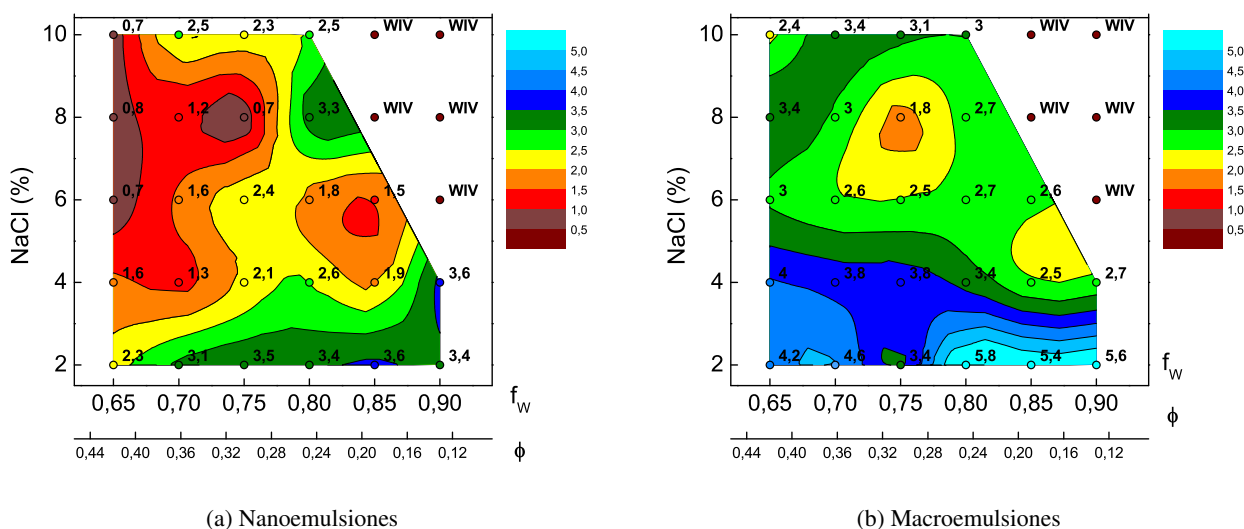 10
8
6
4
2
NaCl (%)
0,7 2,5 2,3 2,5 WIV WIV
0,8 1,2 0,7 3,3 WIV WIV
0,7 1,6 2,4 1,8 1,5 WIV
1,6 1,3 2,1 2,6 1,9 3,6
2,3 3,1 3,5 3,4 3,6 3,4
0,65 0,70 0,75 0,80 0,85 0,90
fW
0,44 0,40 0,36 0,32 0,28 0,24 0,20 0,16 0,12
ϕ
5,0
4,5
4,0
3,5
3,0
2,5
2,0
1,5
1,0
0,5
(a) Nanoemulsiones
10
8
6
4
2
NaCl (%)
2,4 3,4 3,1 3 WIV WIV
3,4 3 1,8 2,7 WIV WIV
3 2.6 2,5 2,7 2,6 WIV
4 3,8 3,8 3,4 2,5 2,7
4,2 4,6 3,4 5,8 5,4 5,6
0,65 0,70 0,75 0,80 0,85 0,90
fW
ϕ
0,44 0,40 0,36 0,32 0,28 0,24 0,20 0,16 0,12
5,0
4,5
4,0
3,5
3,0
2,5
2,0
1,5
1,0
0,5
(b) Macroemulsiones